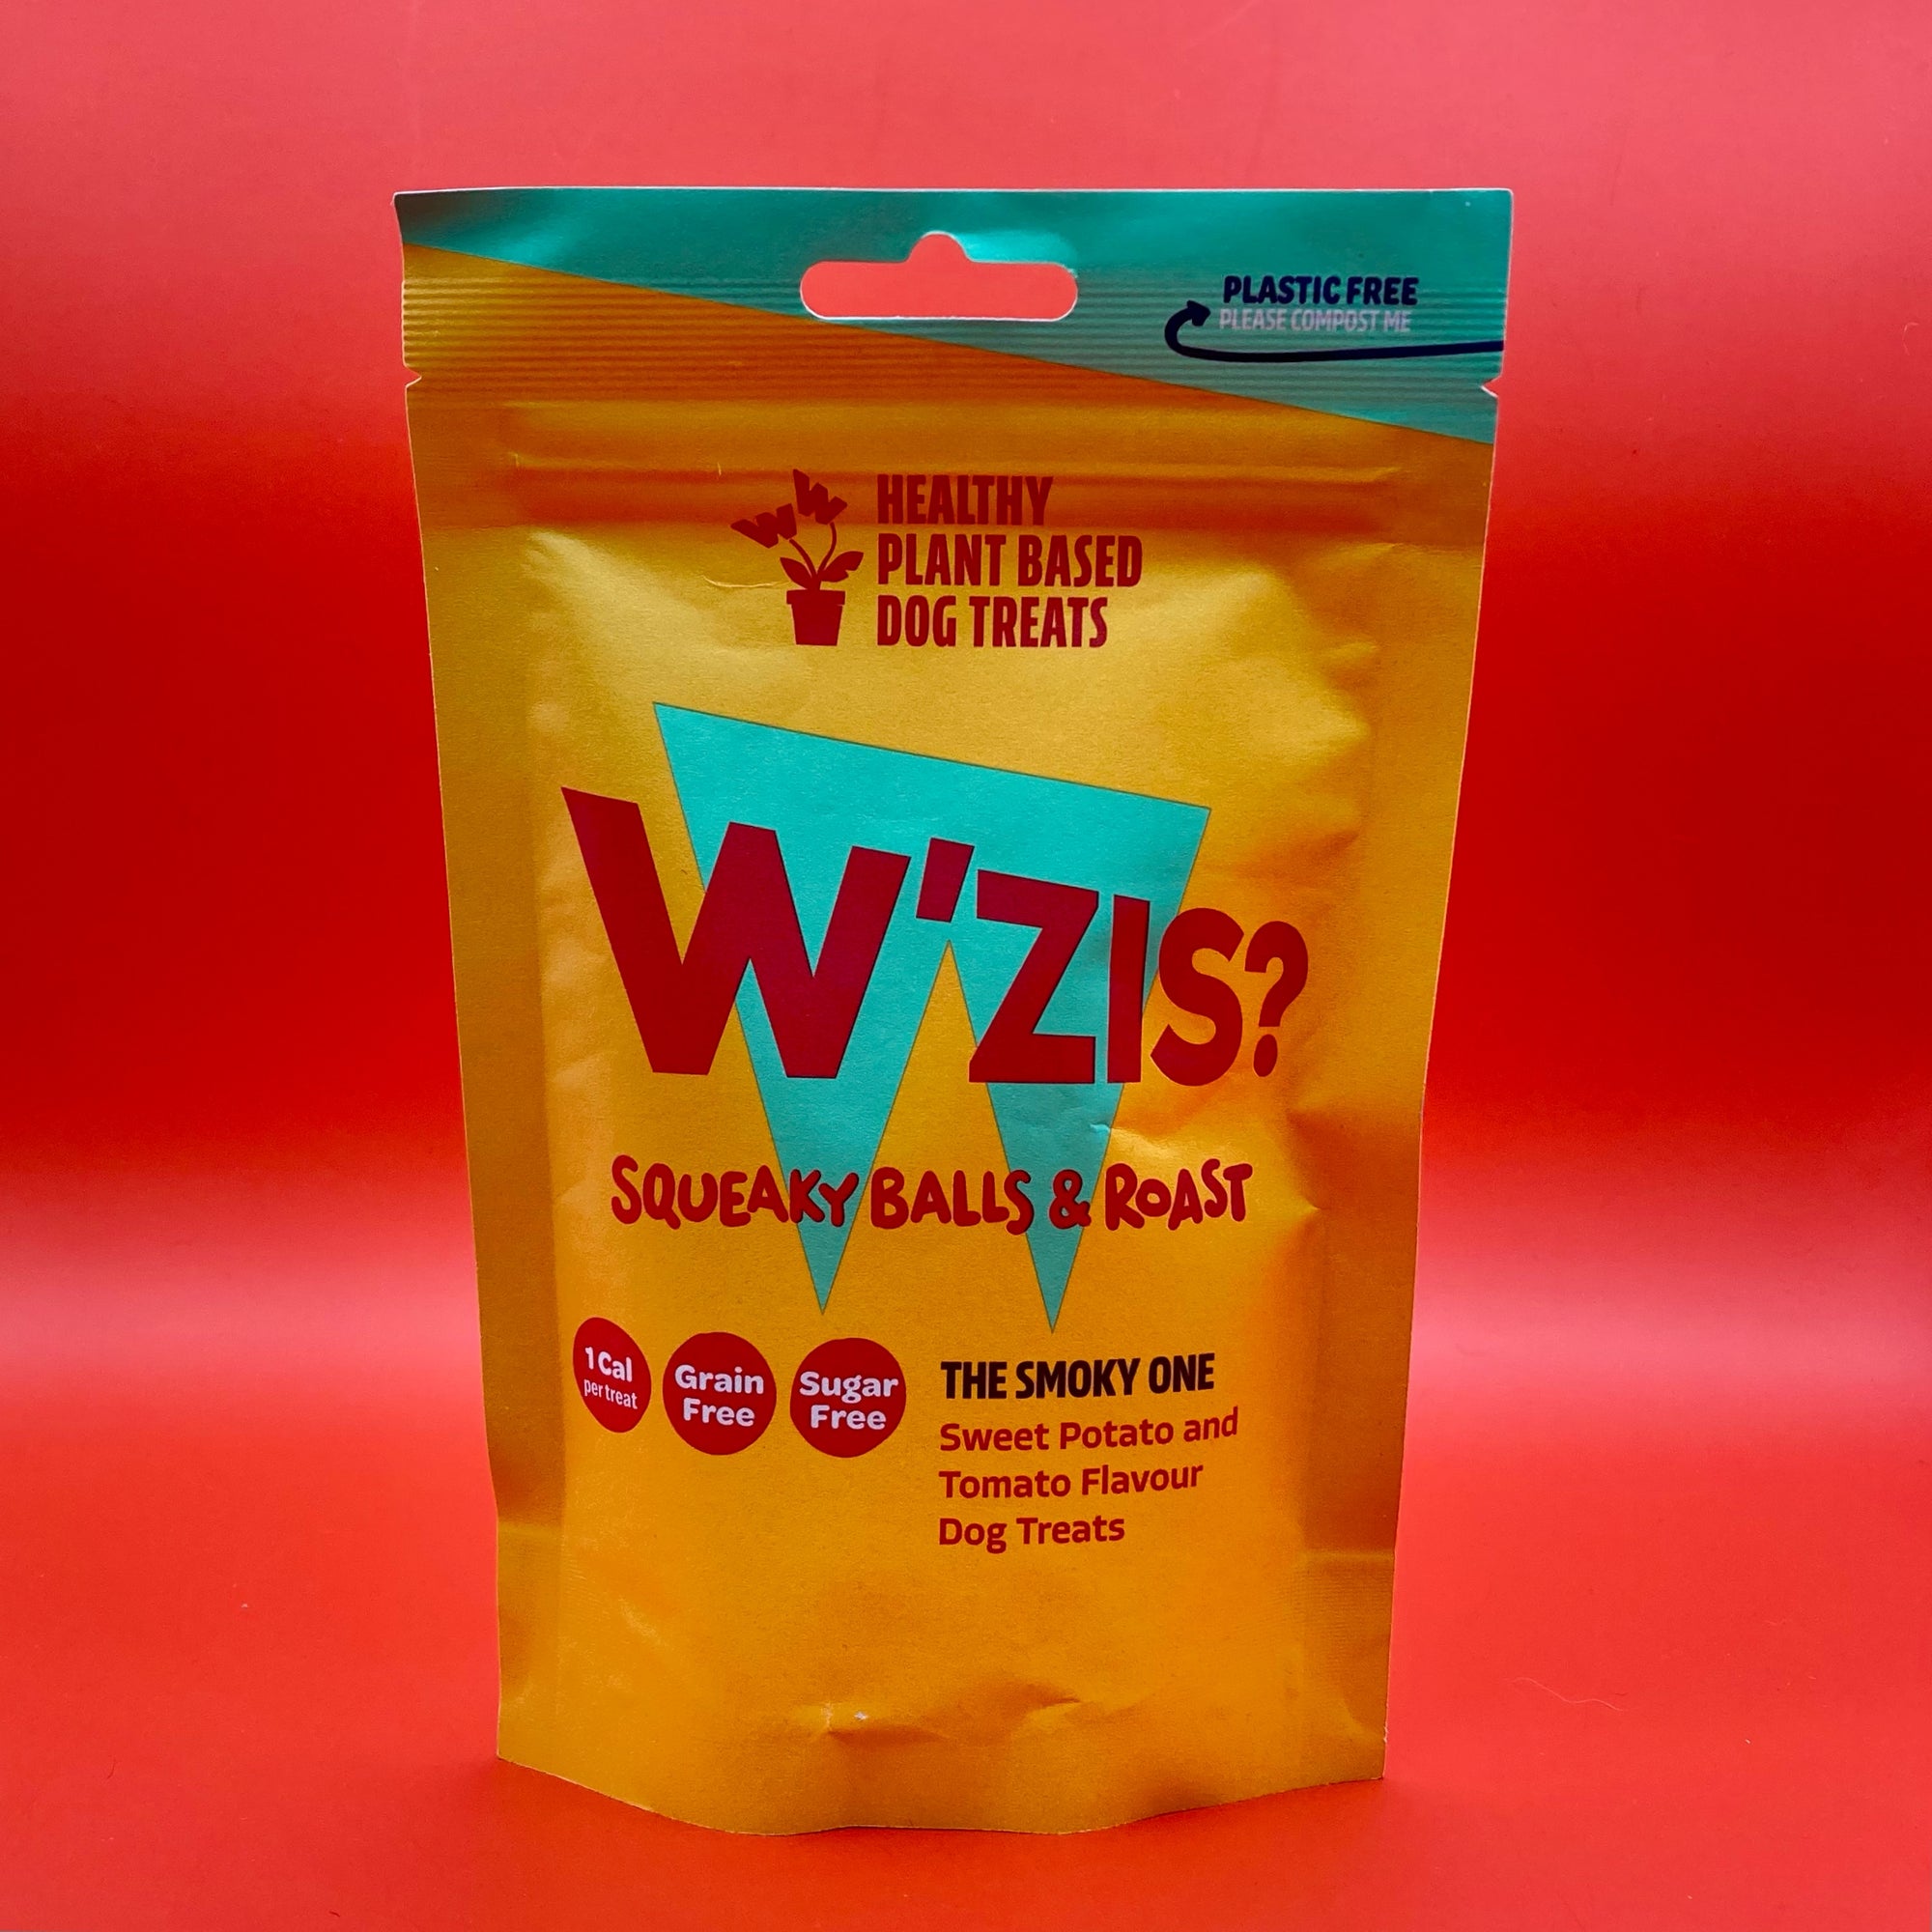 PLASTIC FREE
PLEASE COMPOST ME
W W
HEALTHY
PLANT BASED
DOG TREATS
W'ZIS?
SQUEAKY BALLS & ROAST
1 Cal
per treat
Grain
Free
Sugar
Free
THE SMOKY ONE
Sweet Potato and
Tomato Flavour
Dog Treats